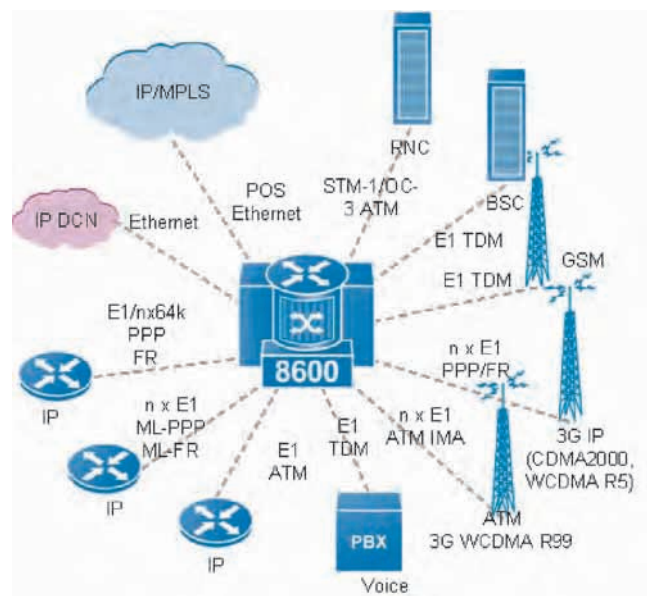 IP/MPLS
RNC
POS
Ethernet
STM-1/OC-
3 ATM
BSC
IP DCN
Ethernet
E1 TDM
E1 TDM
GSM
E1/nx64k
PPP
FR
8600
n x E1
PPP/FR
IP
n x E1
ML-PPP
ML-FR
E1
ATM
E1
TDM
n x E1
ATM IMA
3G IP
(CDMA2000,
WCDMA R5)
IP
IP
PBX
Voice
ATM
3G WCDMA R99